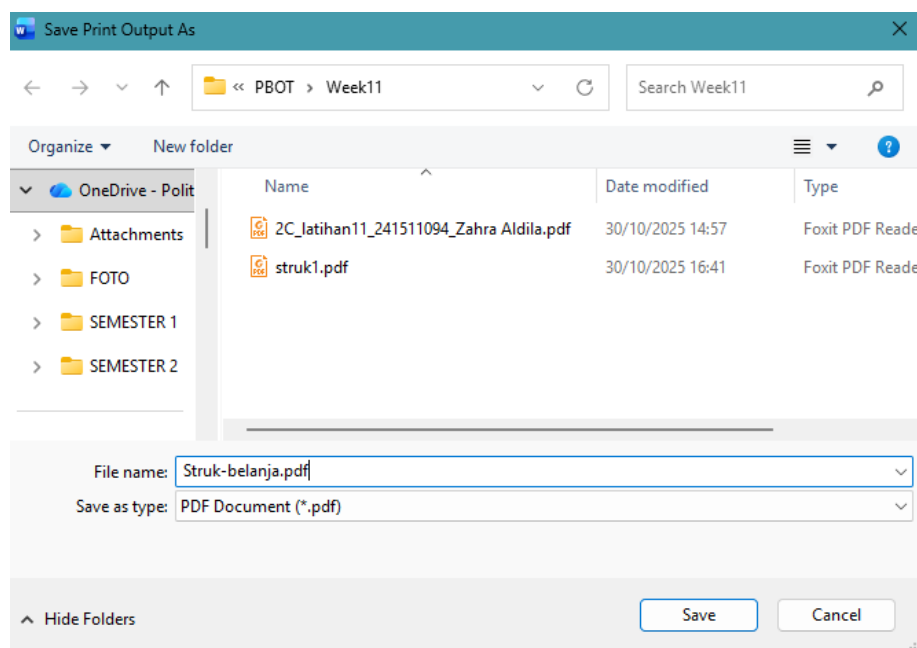 Save Print Output As
« PBOT > Week11
Search Week11
Organize
New folder
OneDrive - Polit
Name
Date modified
Type
Attachments
2C_latihan11_241511094_Zahra Aldila.pdf
30/10/2025 14:57
Foxit PDF Reade
FOTO
struk1.pdf
30/10/2025 16:41
Foxit PDF Reade
SEMESTER 1
SEMESTER 2
File name: Struk-belanja.pdf
Save as type: PDF Document (*.pdf)
Hide Folders
Save
Cancel